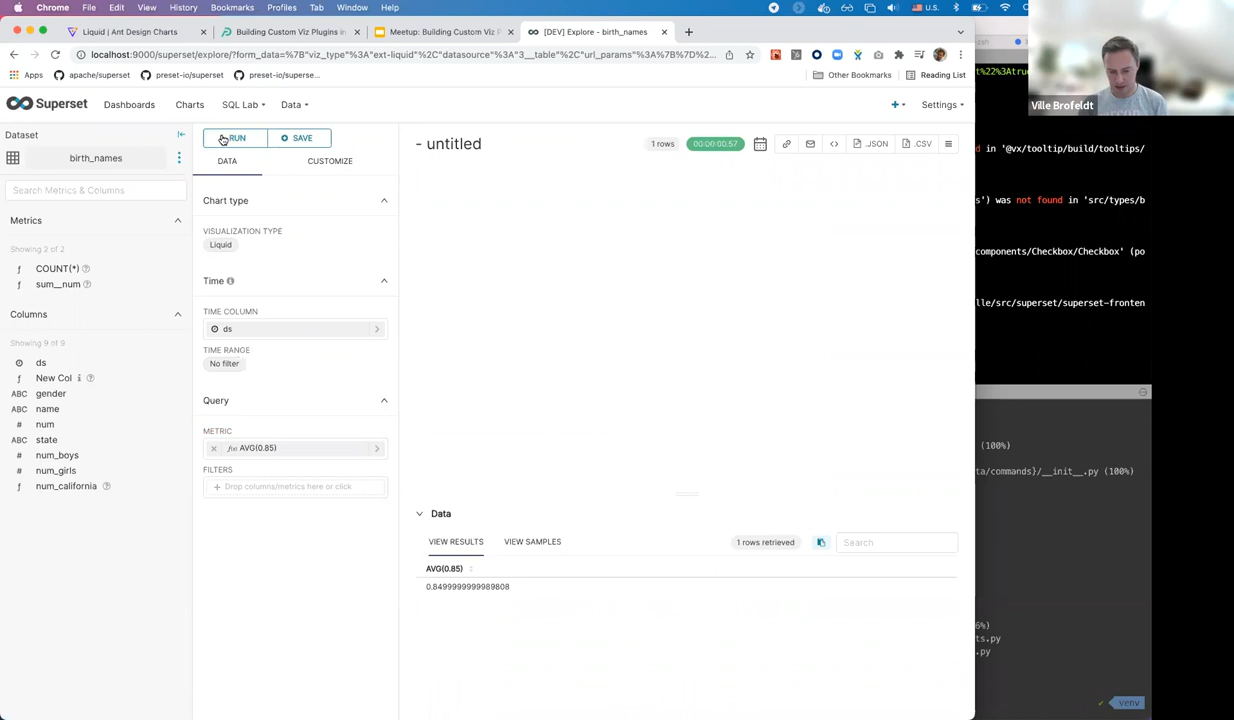 Chrome File Edit View History Bookmarks Profiles Tab Window Help
U.S.
Liquid | Ant Design Charts
Building Custom Viz Plugins in
Meetup: Building Custom Viz P
[DEV] Explore - birth_names
localhost:9000/superset/explore/?form_data=%7B"viz_type"%3A"ext-liquid"%2C"datasource"%3A"3__table"%2C"url_params"%3A%7B%7D%2...
Apps apache/superset preset-io/superset preset-io/superse... Other Bookmarks Reading List
Superset Dashboards Charts SQL Lab Data + Settings
Dataset
birth_names
Search Metrics & Columns
Metrics
Showing 2 of 2
f COUNT(*)
f sum__num
Columns
Showing 9 of 9
ds
f New Col
ABC gender
ABC name
# num
ABC state
# num_boys
# num_girls
f num_california
RUN SAVE
DATA CUSTOMIZE
Chart type
VISUALIZATION TYPE
Liquid
Time
TIME COLUMN
ds
TIME RANGE
No filter
Query
METRIC
f(x) AVG(0.85)
FILTERS
+ Drop columns/metrics here or click
- untitled
1 rows 00:00:00.57 .JSON .CSV
Data
VIEW RESULTS VIEW SAMPLES 1 rows retrieved Search
AVG(0.85)
0.8499999999989808
Ville Brofeldt
d in '@vx/tooltip/build/tooltips/
s') was not found in 'src/types/b
components/Checkbox/Checkbox' (po
lle/src/superset/superset-fronten
(100%)
ta/commands}/__init__.py (100%)
6%)
ts.py
.py
✓ venv